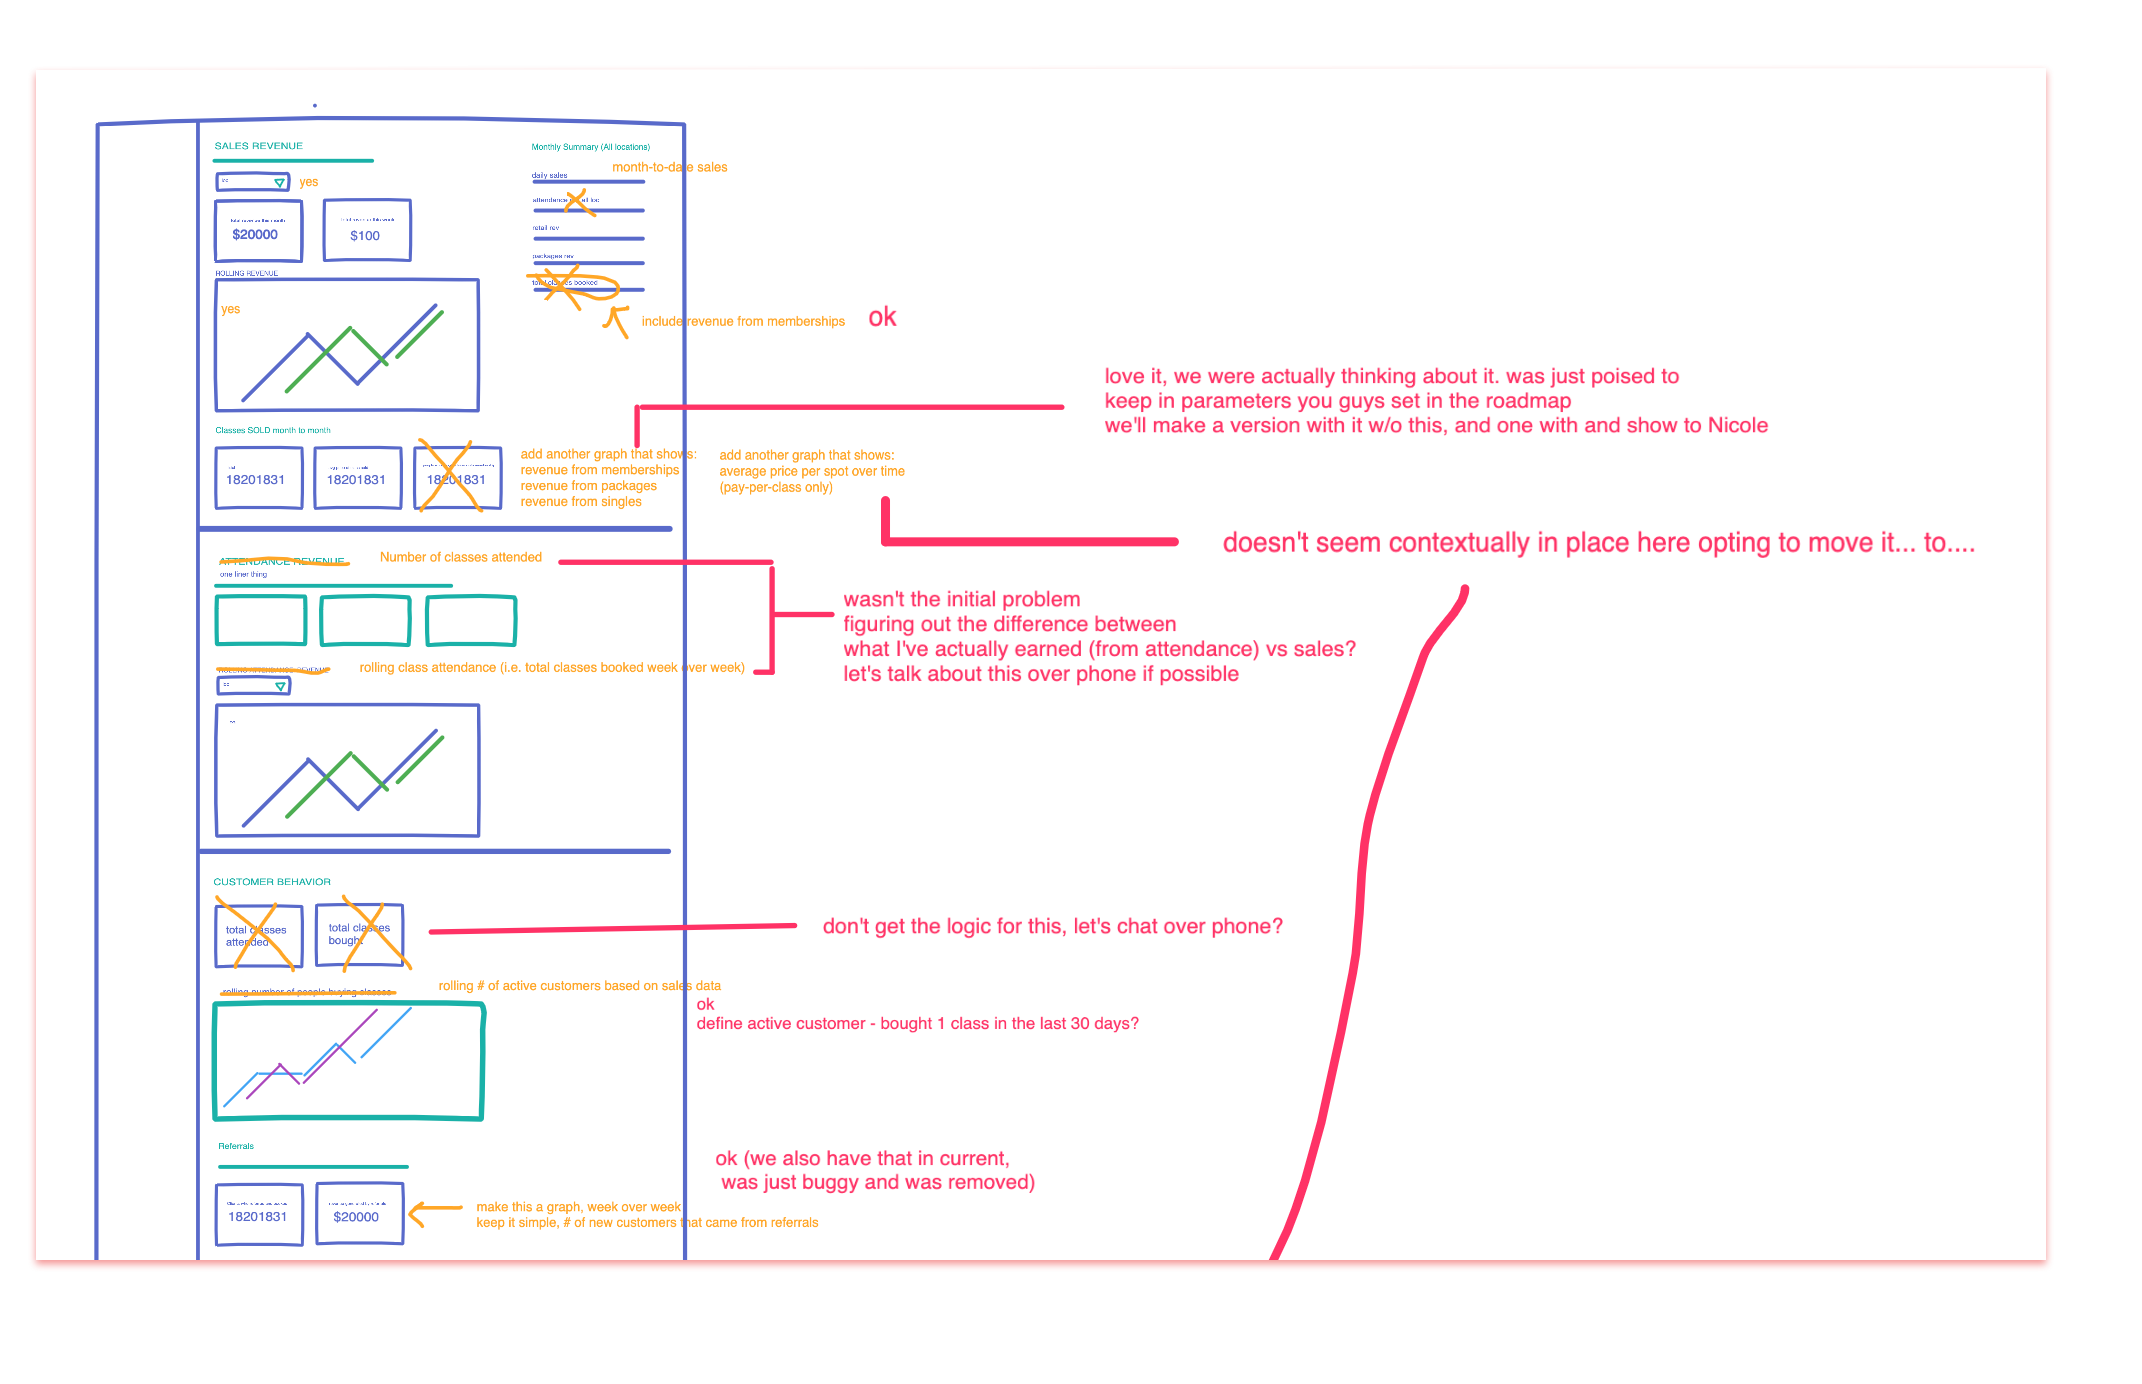 SALES REVENUE
yes
total revenue this month
$20000
total revenue this week
$100
Monthly Summary (All locations)
month-to-date sales
daily sales
attendance all loc
retail rev
packages rev
total classes booked
include revenue from memberships
ok
ROLLING REVENUE
yes
love it, we were actually thinking about it. was just poised to
keep in parameters you guys set in the roadmap
we'll make a version with it w/o this, and one with and show to Nicole
Classes SOLD month to month
18201831
18201831
18201831
add another graph that shows:
revenue from memberships
revenue from packages
revenue from singles
add another graph that shows:
average price per spot over time
(pay-per-class only)
doesn't seem contextually in place here opting to move it... to....
ATTENDANCE REVENUE
one liner thing
Number of classes attended
wasn't the initial problem
figuring out the difference between
what I've actually earned (from attendance) vs sales?
let's talk about this over phone if possible
ROLLING ATTENDANCE REVENUE
rolling class attendance (i.e. total classes booked week over week)
CUSTOMER BEHAVIOR
total classes
attended
total classes
bought
don't get the logic for this, let's chat over phone?
rolling number of people buying classes
rolling # of active customers based on sales data
ok
define active customer - bought 1 class in the last 30 days?
Referrals
ok (we also have that in current,
was just buggy and was removed)
18201831
$20000
make this a graph, week over week
keep it simple, # of new customers that came from referrals